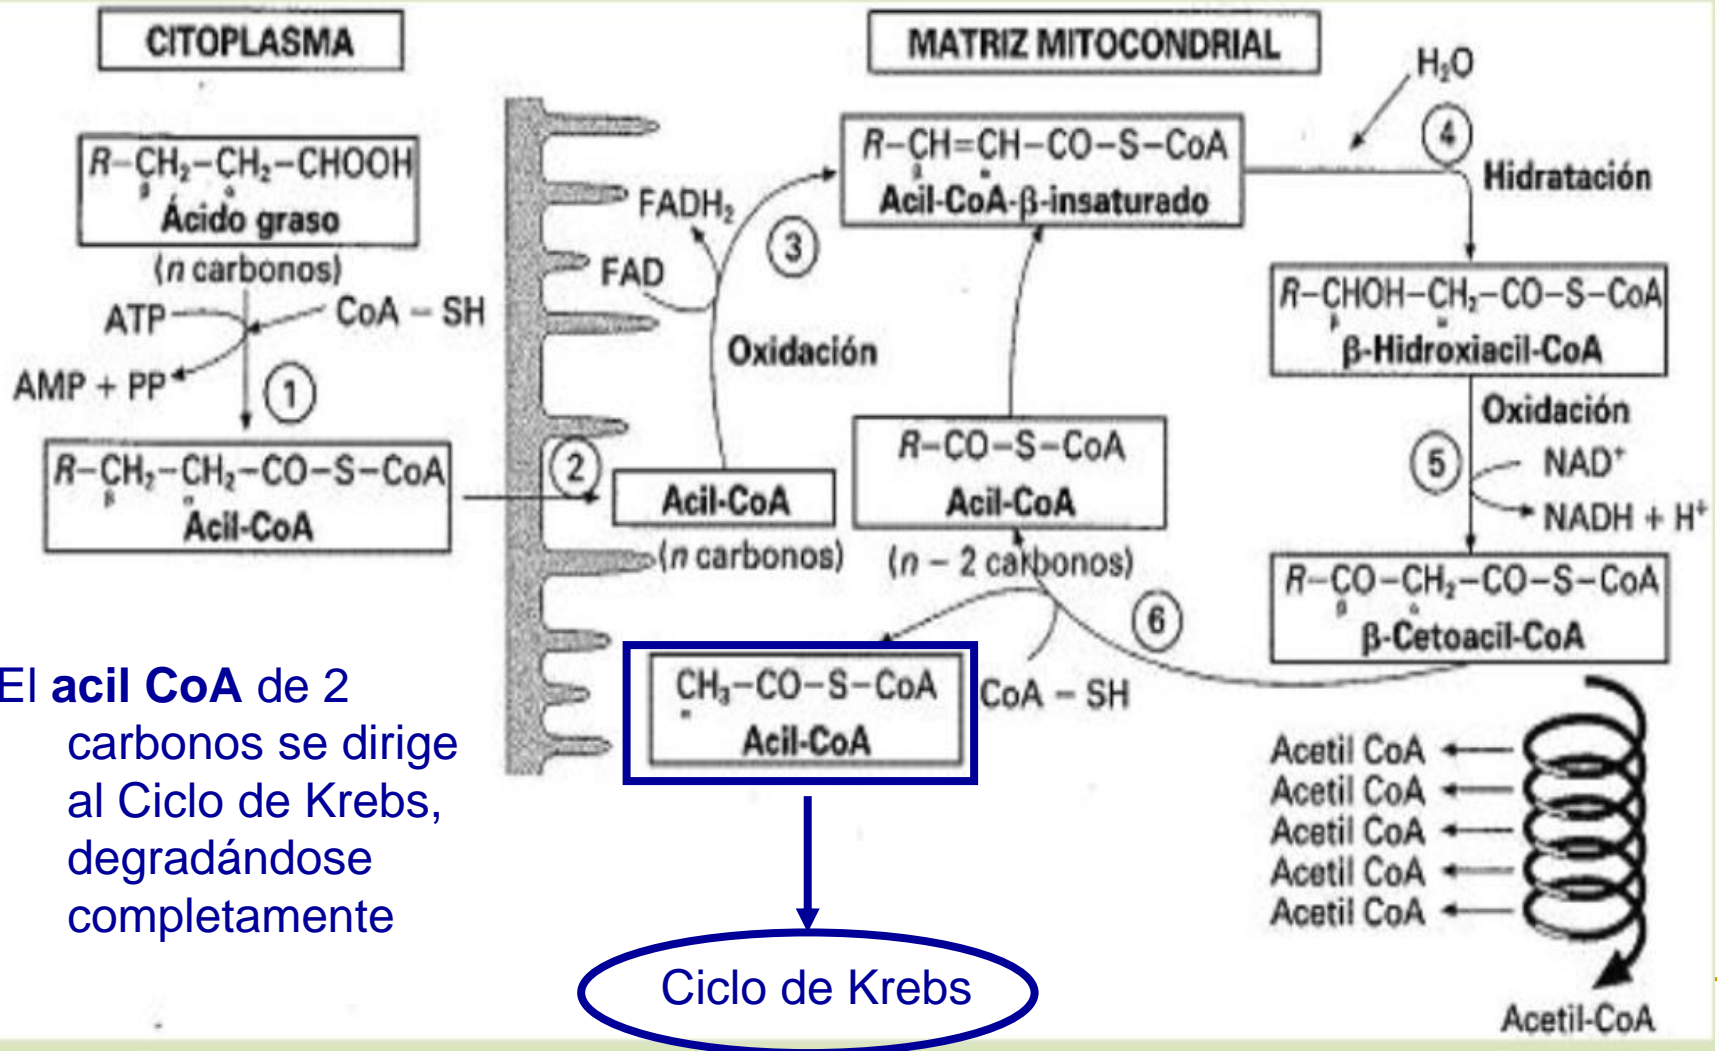 CITOPLASMA
R–CH₂–CH₂–CHOOH
β α
Ácido graso
(n carbonos)
ATP
CoA – SH
AMP + PP
1
R–CH₂–CH₂–CO–S–CoA
β α
Acil-CoA
2
MATRIZ MITOCONDRIAL
Acil-CoA
(n carbonos)
FADH₂
FAD
3
Oxidación
R–CH=CH–CO–S–CoA
β α
Acil-CoA-β-insaturado
H₂O
4
Hidratación
R–CHOH–CH₂–CO–S–CoA
β α
β-Hidroxiacil-CoA
Oxidación
5
NAD⁺
NADH + H⁺
R–CO–CH₂–CO–S–CoA
β α
β-Cetoacil-CoA
6
CoA – SH
R–CO–S–CoA
Acil-CoA
(n – 2 carbonos)
CH₃–CO–S–CoA
α
Acil-CoA
El acil CoA de 2
carbonos se dirige
al Ciclo de Krebs,
degradándose
completamente
Ciclo de Krebs
Acetil CoA
Acetil CoA
Acetil CoA
Acetil CoA
Acetil CoA
Acetil-CoA